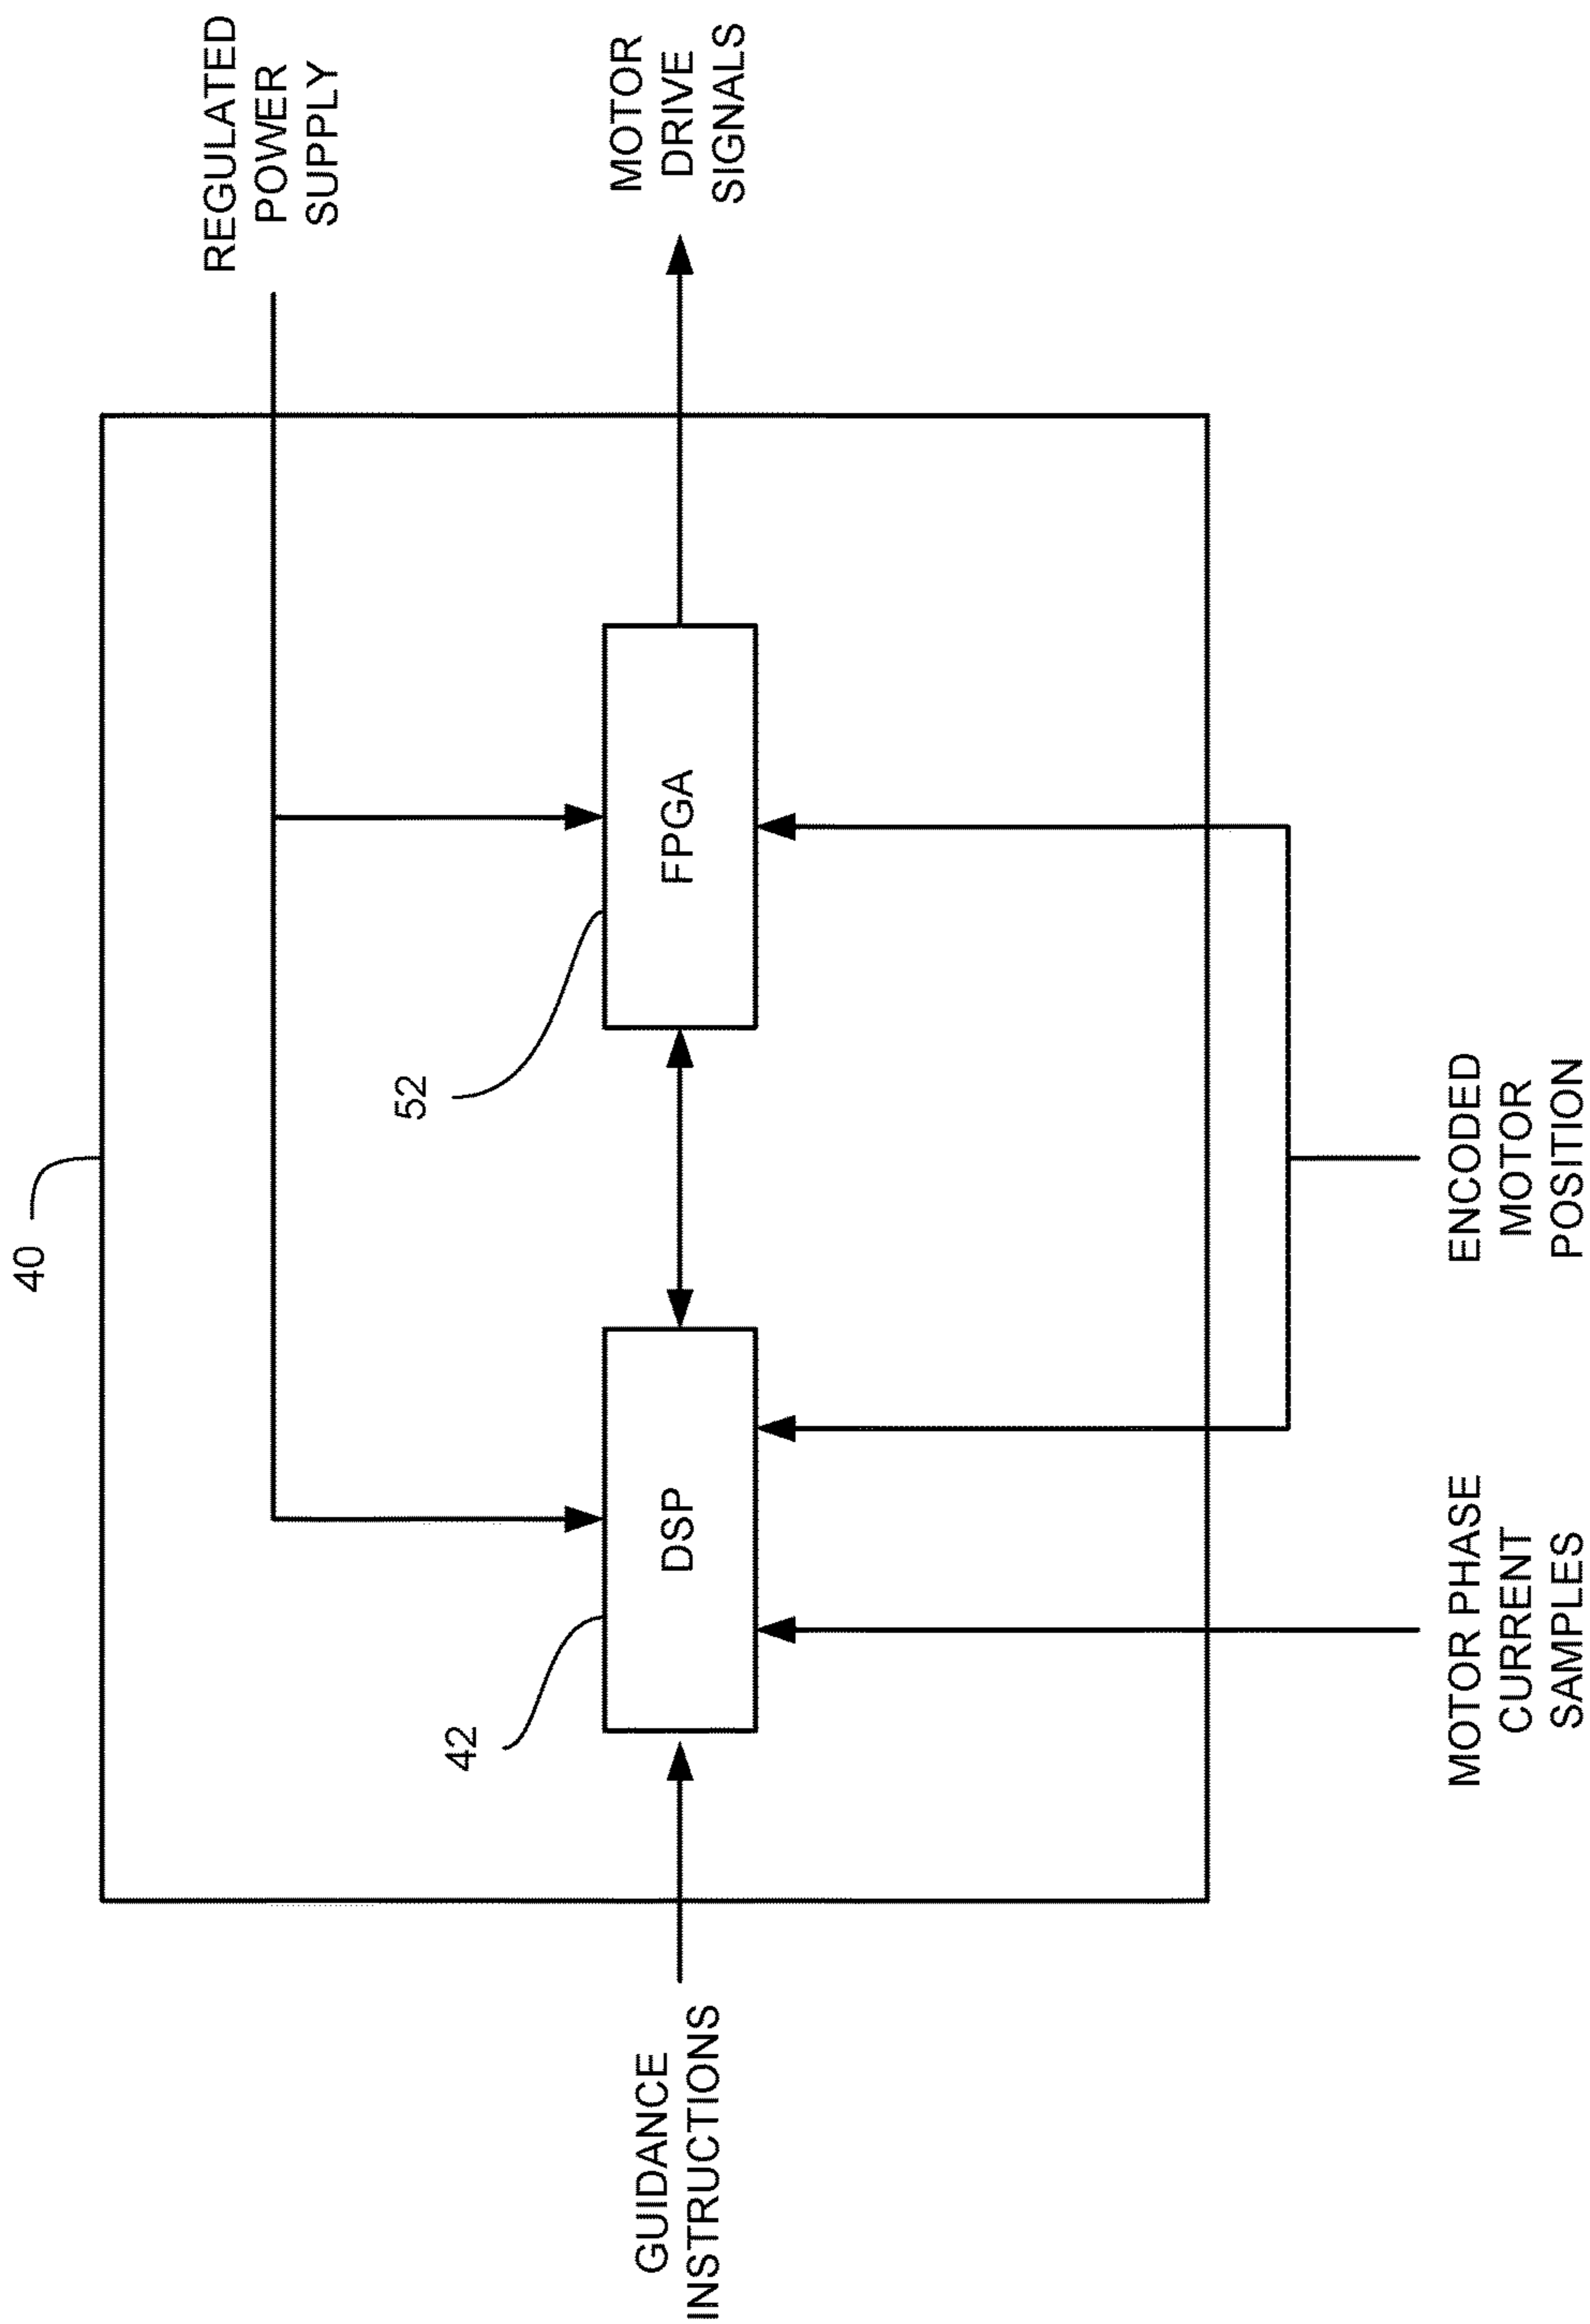 40
REGULATED
POWER
SUPPLY
52
42
GUIDANCE
INSTRUCTIONS
DSP
FPGA
MOTOR
DRIVE
SIGNALS
MOTOR PHASE
CURRENT
SAMPLES
ENCODED
MOTOR
POSITION